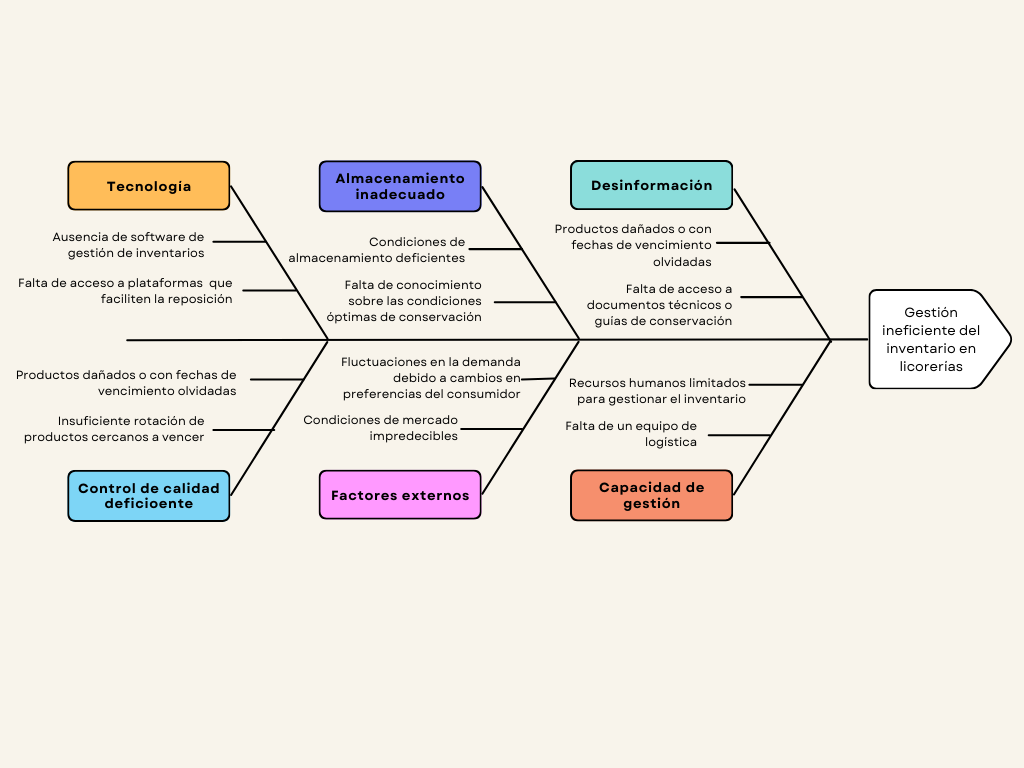 Tecnología
Ausencia de software de
gestión de inventarios
Falta de acceso a plataformas  que
faciliten la reposición
Almacenamiento
inadecuado
Condiciones de
almacenamiento deficientes
Falta de conocimiento
sobre las condiciones
óptimas de conservación
Desinformación
Productos dañados o con
fechas de vencimiento
olvidadas
Falta de acceso a
documentos técnicos o
guías de conservación
Gestión
ineficiente del
inventario en
licorerías
Productos dañados o con fechas de
vencimiento olvidadas
Insuficiente rotación de
productos cercanos a vencer
Control de calidad
deficioente
Fluctuaciones en la demanda
debido a cambios en
preferencias del consumidor
Condiciones de mercado
impredecibles
Factores externos
Recursos humanos limitados
para gestionar el inventario
Falta de un equipo de
logística
Capacidad de
gestión